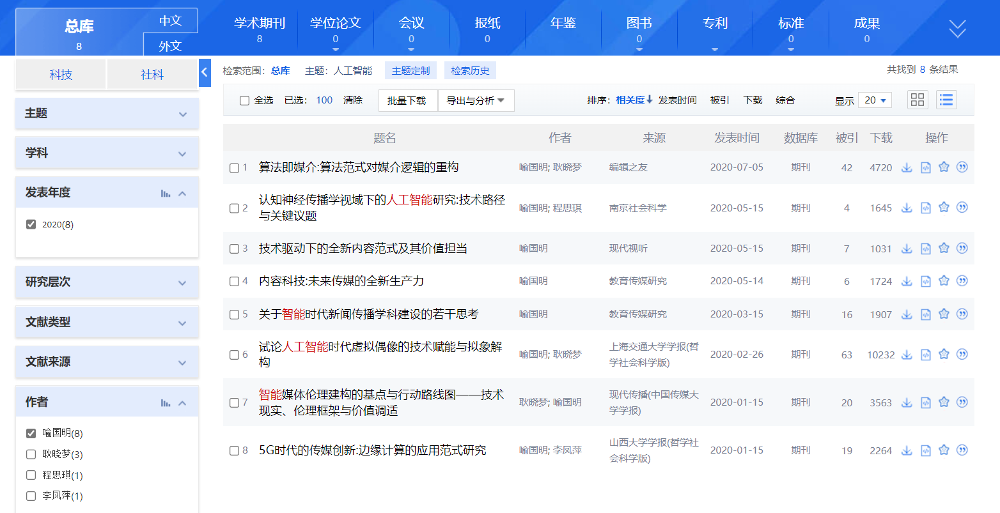 总库
8
中文
外文
学术期刊
8
学位论文
0
会议
0
报纸
0
年鉴
图书
0
专利
标准
0
成果
0
科技
社科
检索范围：总库 主题：人工智能 主题定制 检索历史
共找到 8 条结果
全选 已选：100 清除 批量下载 导出与分析
排序：相关度 发表时间 被引 下载 综合 显示 20
主题
学科
发表年度
2020(8)
研究层次
文献类型
文献来源
作者
喻国明(8)
耿晓梦(3)
程思琪(1)
李凤萍(1)
题名 作者 来源 发表时间 数据库 被引 下载 操作
1 算法即媒介:算法范式对媒介逻辑的重构 喻国明; 耿晓梦 编辑之友 2020-07-05 期刊 42 4720
2 认知神经传播学视域下的人工智能研究:技术路径
与关键议题 喻国明; 程思琪 南京社会科学 2020-05-15 期刊 4 1645
3 技术驱动下的全新内容范式及其价值担当 喻国明 现代视听 2020-05-15 期刊 7 1031
4 内容科技:未来传媒的全新生产力 喻国明 教育传媒研究 2020-05-14 期刊 6 1724
5 关于智能时代新闻传播学科建设的若干思考 喻国明 教育传媒研究 2020-03-15 期刊 16 1907
6 试论人工智能时代虚拟偶像的技术赋能与拟象解
构 喻国明; 耿晓梦 上海交通大学学报(哲
学社会科学版) 2020-02-26 期刊 63 10232
7 智能媒体伦理建构的基点与行动路线图——技术
现实、伦理框架与价值调适 耿晓梦; 喻国明 现代传播(中国传媒大
学学报) 2020-01-15 期刊 20 3563
8 5G时代的传媒创新:边缘计算的应用范式研究 喻国明; 李凤萍 山西大学学报(哲学社
会科学版) 2020-01-15 期刊 19 2264